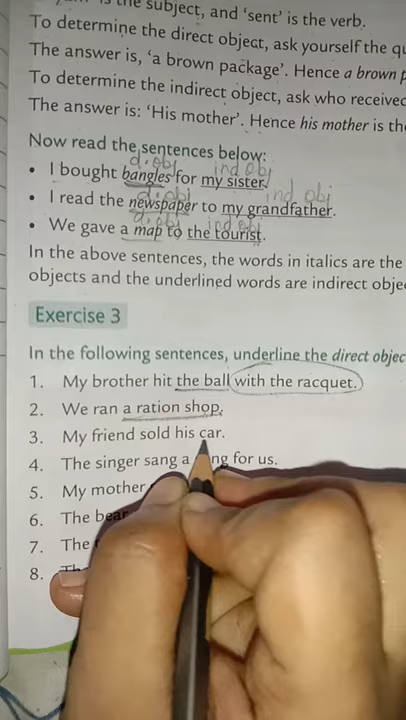 is the subject, and 'sent' is the verb.
To determine the direct object, ask yourself the
The answer is, 'a brown package'. Hence a brown
To determine the indirect object, ask who received
The answer is: 'His mother'. Hence his mother is
Now read the sentences below:
d.obj ind obj
• I bought bangles for my sister.
d.obj ind obj
• I read the newspaper to my grandfather.
d.obj ind obj
• We gave a map to the tourist.
In the above sentences, the words in italics are the
objects and the underlined words are indirect
Exercise 3
In the following sentences, underline the direct
1. My brother hit the ball with the racquet.
2. We ran a ration shop.
3. My friend sold his car.
4. The singer sang a ng for us.
5. My mother
6. The
7. The
8.